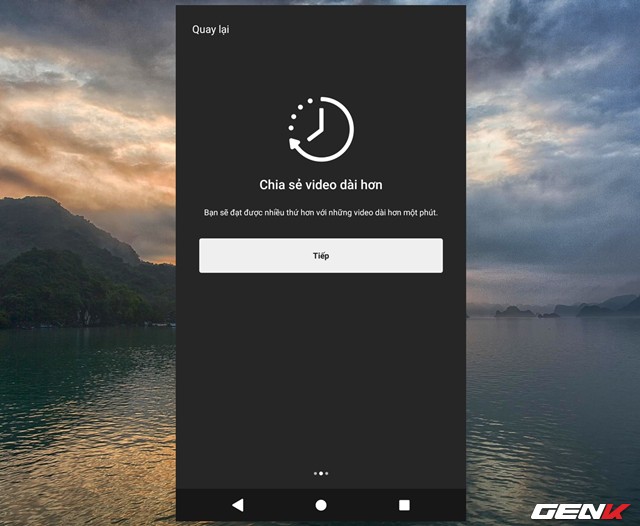 Quay lại
Chia sẻ video dài hơn
Bạn sẽ đạt được nhiều thứ hơn với những video dài hơn một phút.
Tiếp
GENK